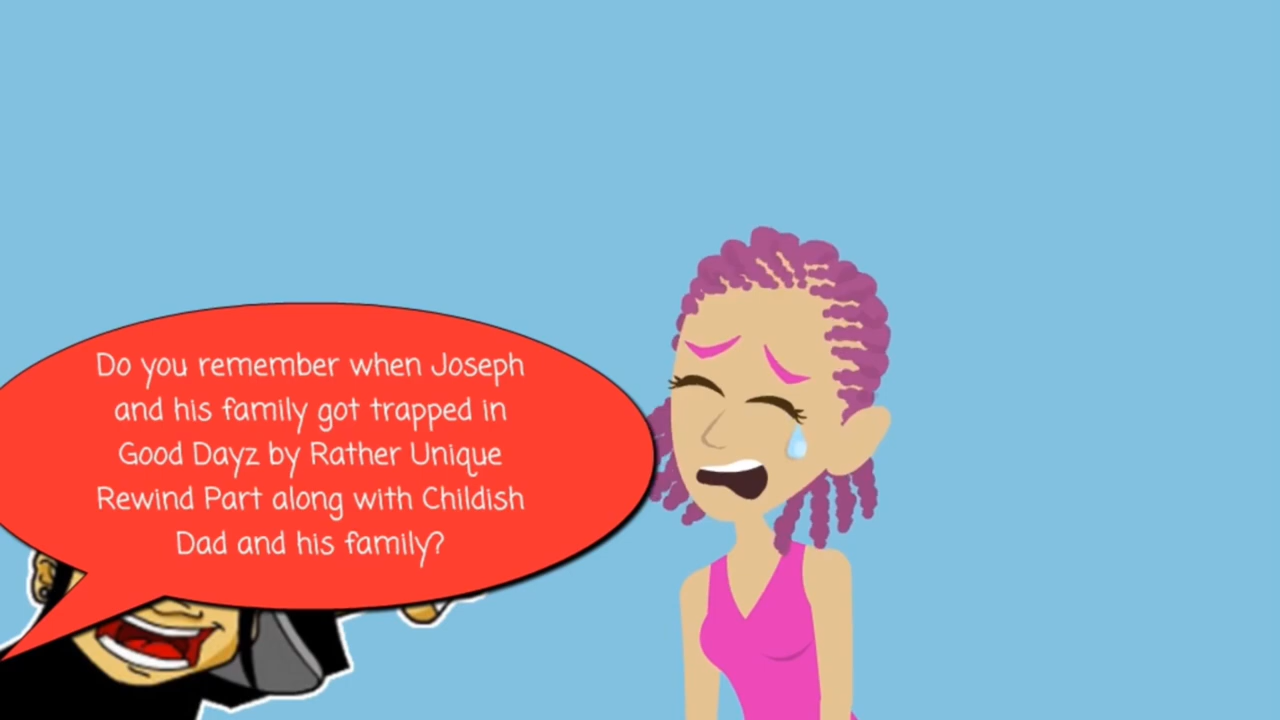 Do you remember when Joseph
and his family got trapped in
Good Dayz by Rather Unique
Rewind Part along with Childish
Dad and his family?